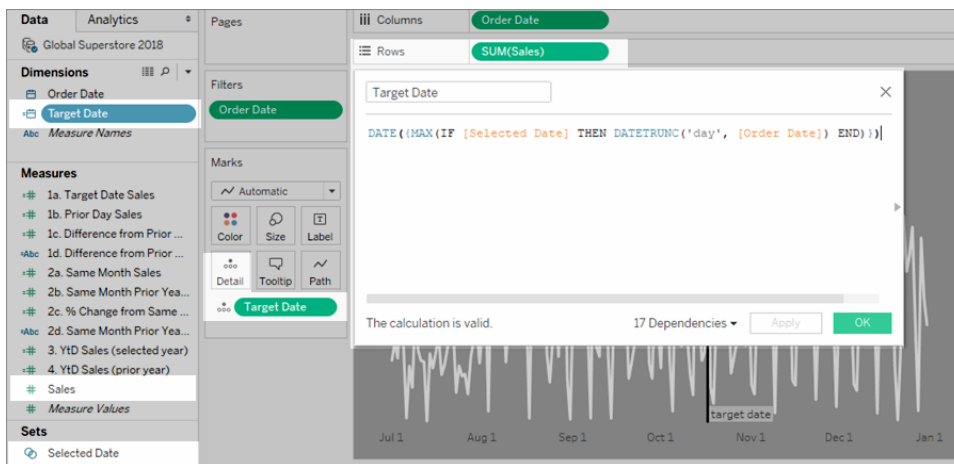 Data
Analytics
Global Superstore 2018
Dimensions
Order Date
Target Date
Abc Measure Names
Measures
1a. Target Date Sales
1b. Prior Day Sales
1c. Difference from Prior ...
Abc 1d. Difference from Prior ...
2a. Same Month Sales
2b. Same Month Prior Yea...
2c. % Change from Same ...
Abc 2d. Same Month Prior Yea...
3. YtD Sales (selected year)
4. YtD Sales (prior year)
Sales
Measure Values
Sets
Selected Date
Pages
Filters
Order Date
Marks
Automatic
Color
Size
Label
Detail
Tooltip
Path
Target Date
Columns
Order Date
Rows
SUM(Sales)
Target Date
DATE({MAX(IF [Selected Date] THEN DATETRUNC('day', [Order Date]) END)})
The calculation is valid.
17 Dependencies
Apply
OK
target date
Jul 1
Aug 1
Sep 1
Oct 1
Nov 1
Dec 1
Jan 1